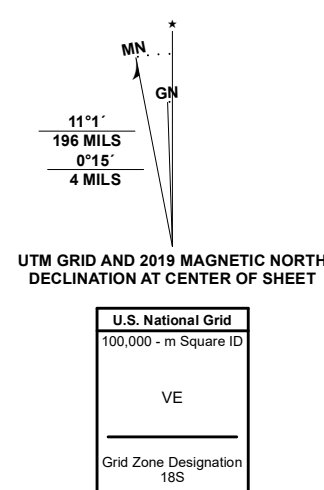 MN
GN
11°1´
196 MILS
0°15´
4 MILS
UTM GRID AND 2019 MAGNETIC NORTH
DECLINATION AT CENTER OF SHEET
U.S. National Grid
100,000 - m Square ID
VE
Grid Zone Designation
18S